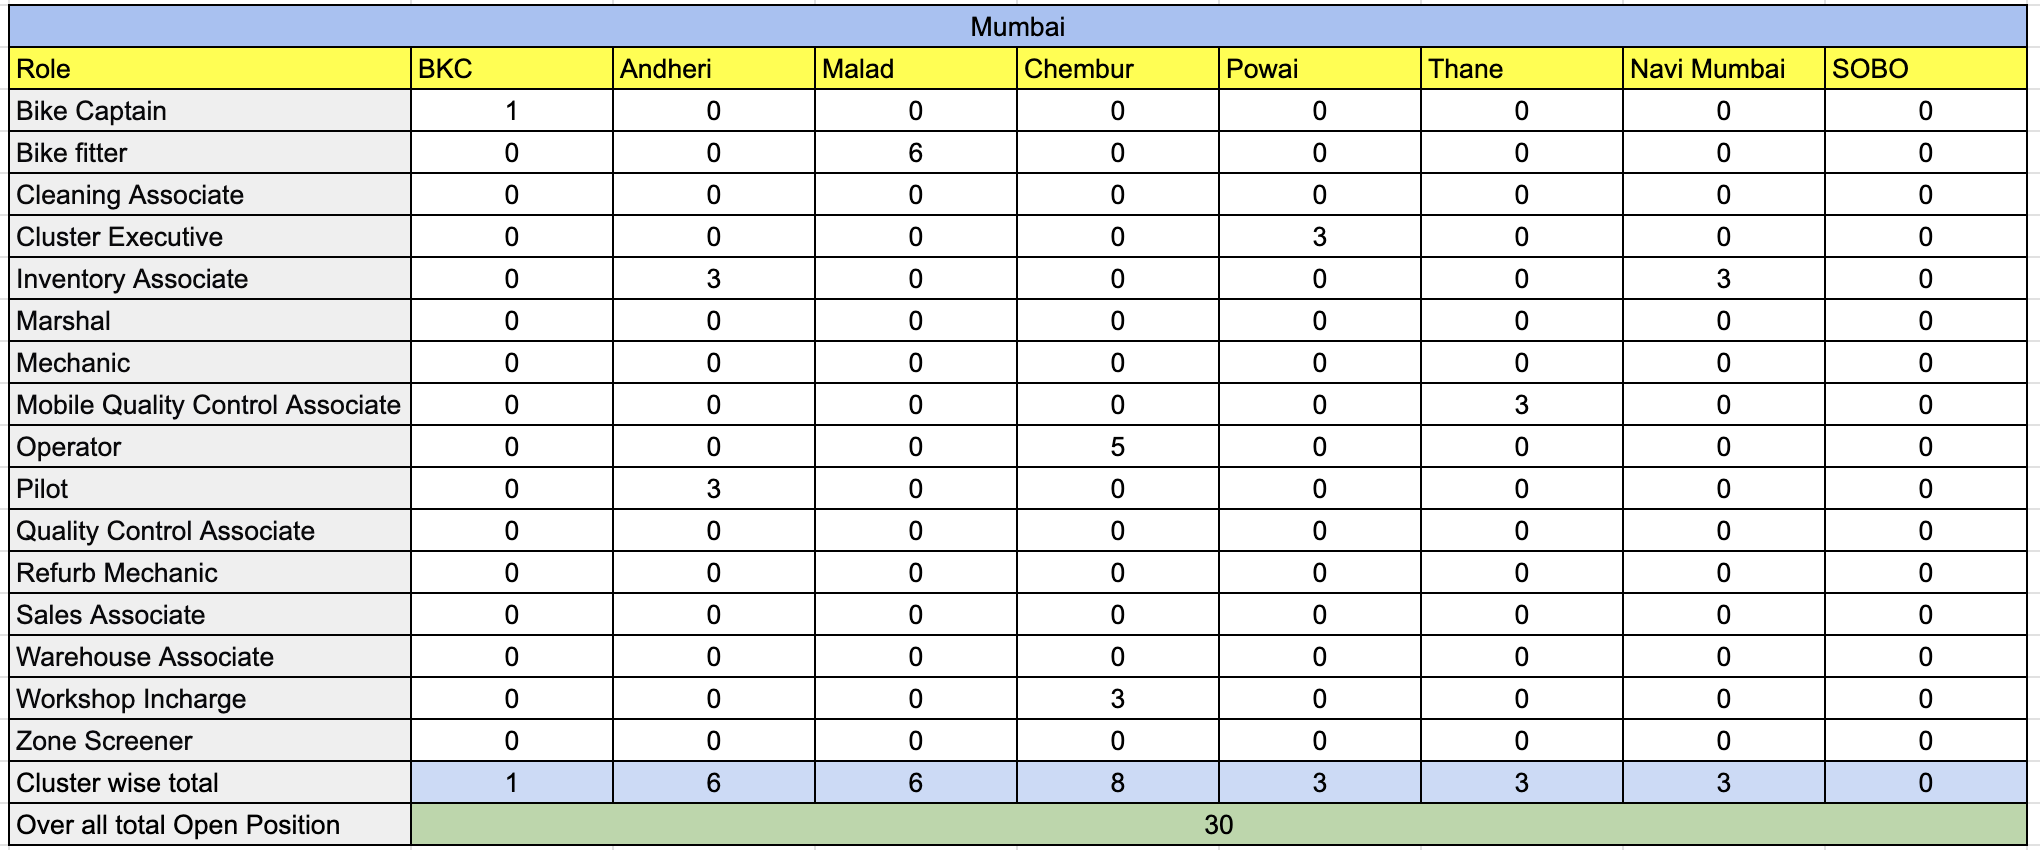 Mumbai
Role BKC Andheri Malad Chembur Powai Thane Navi Mumbai SOBO
Bike Captain 1 0 0 0 0 0 0 0
Bike fitter 0 0 6 0 0 0 0 0
Cleaning Associate 0 0 0 0 0 0 0 0
Cluster Executive 0 0 0 0 3 0 0 0
Inventory Associate 0 3 0 0 0 0 3 0
Marshal 0 0 0 0 0 0 0 0
Mechanic 0 0 0 0 0 0 0 0
Mobile Quality Control Associate 0 0 0 0 0 3 0 0
Operator 0 0 0 5 0 0 0 0
Pilot 0 3 0 0 0 0 0 0
Quality Control Associate 0 0 0 0 0 0 0 0
Refurb Mechanic 0 0 0 0 0 0 0 0
Sales Associate 0 0 0 0 0 0 0 0
Warehouse Associate 0 0 0 0 0 0 0 0
Workshop Incharge 0 0 0 3 0 0 0 0
Zone Screener 0 0 0 0 0 0 0 0
Cluster wise total 1 6 6 8 3 3 3 0
Over all total Open Position 30